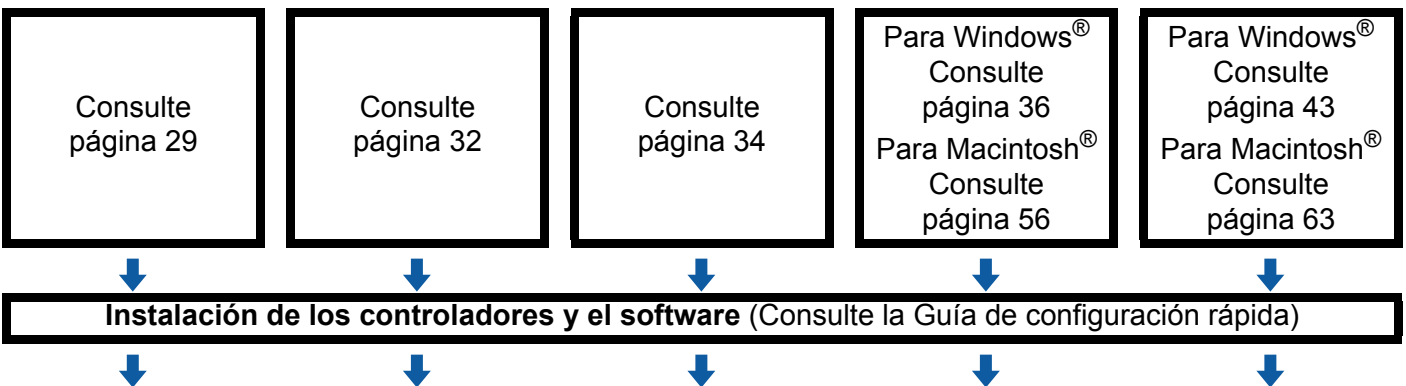 Consulte
página 29
Consulte
página 32
Consulte
página 34
Para Windows®
Consulte
página 36
Para Macintosh®
Consulte
página 56
Para Windows®
Consulte
página 43
Para Macintosh®
Consulte
página 63
Instalación de los controladores y el software (Consulte la Guía de configuración rápida)